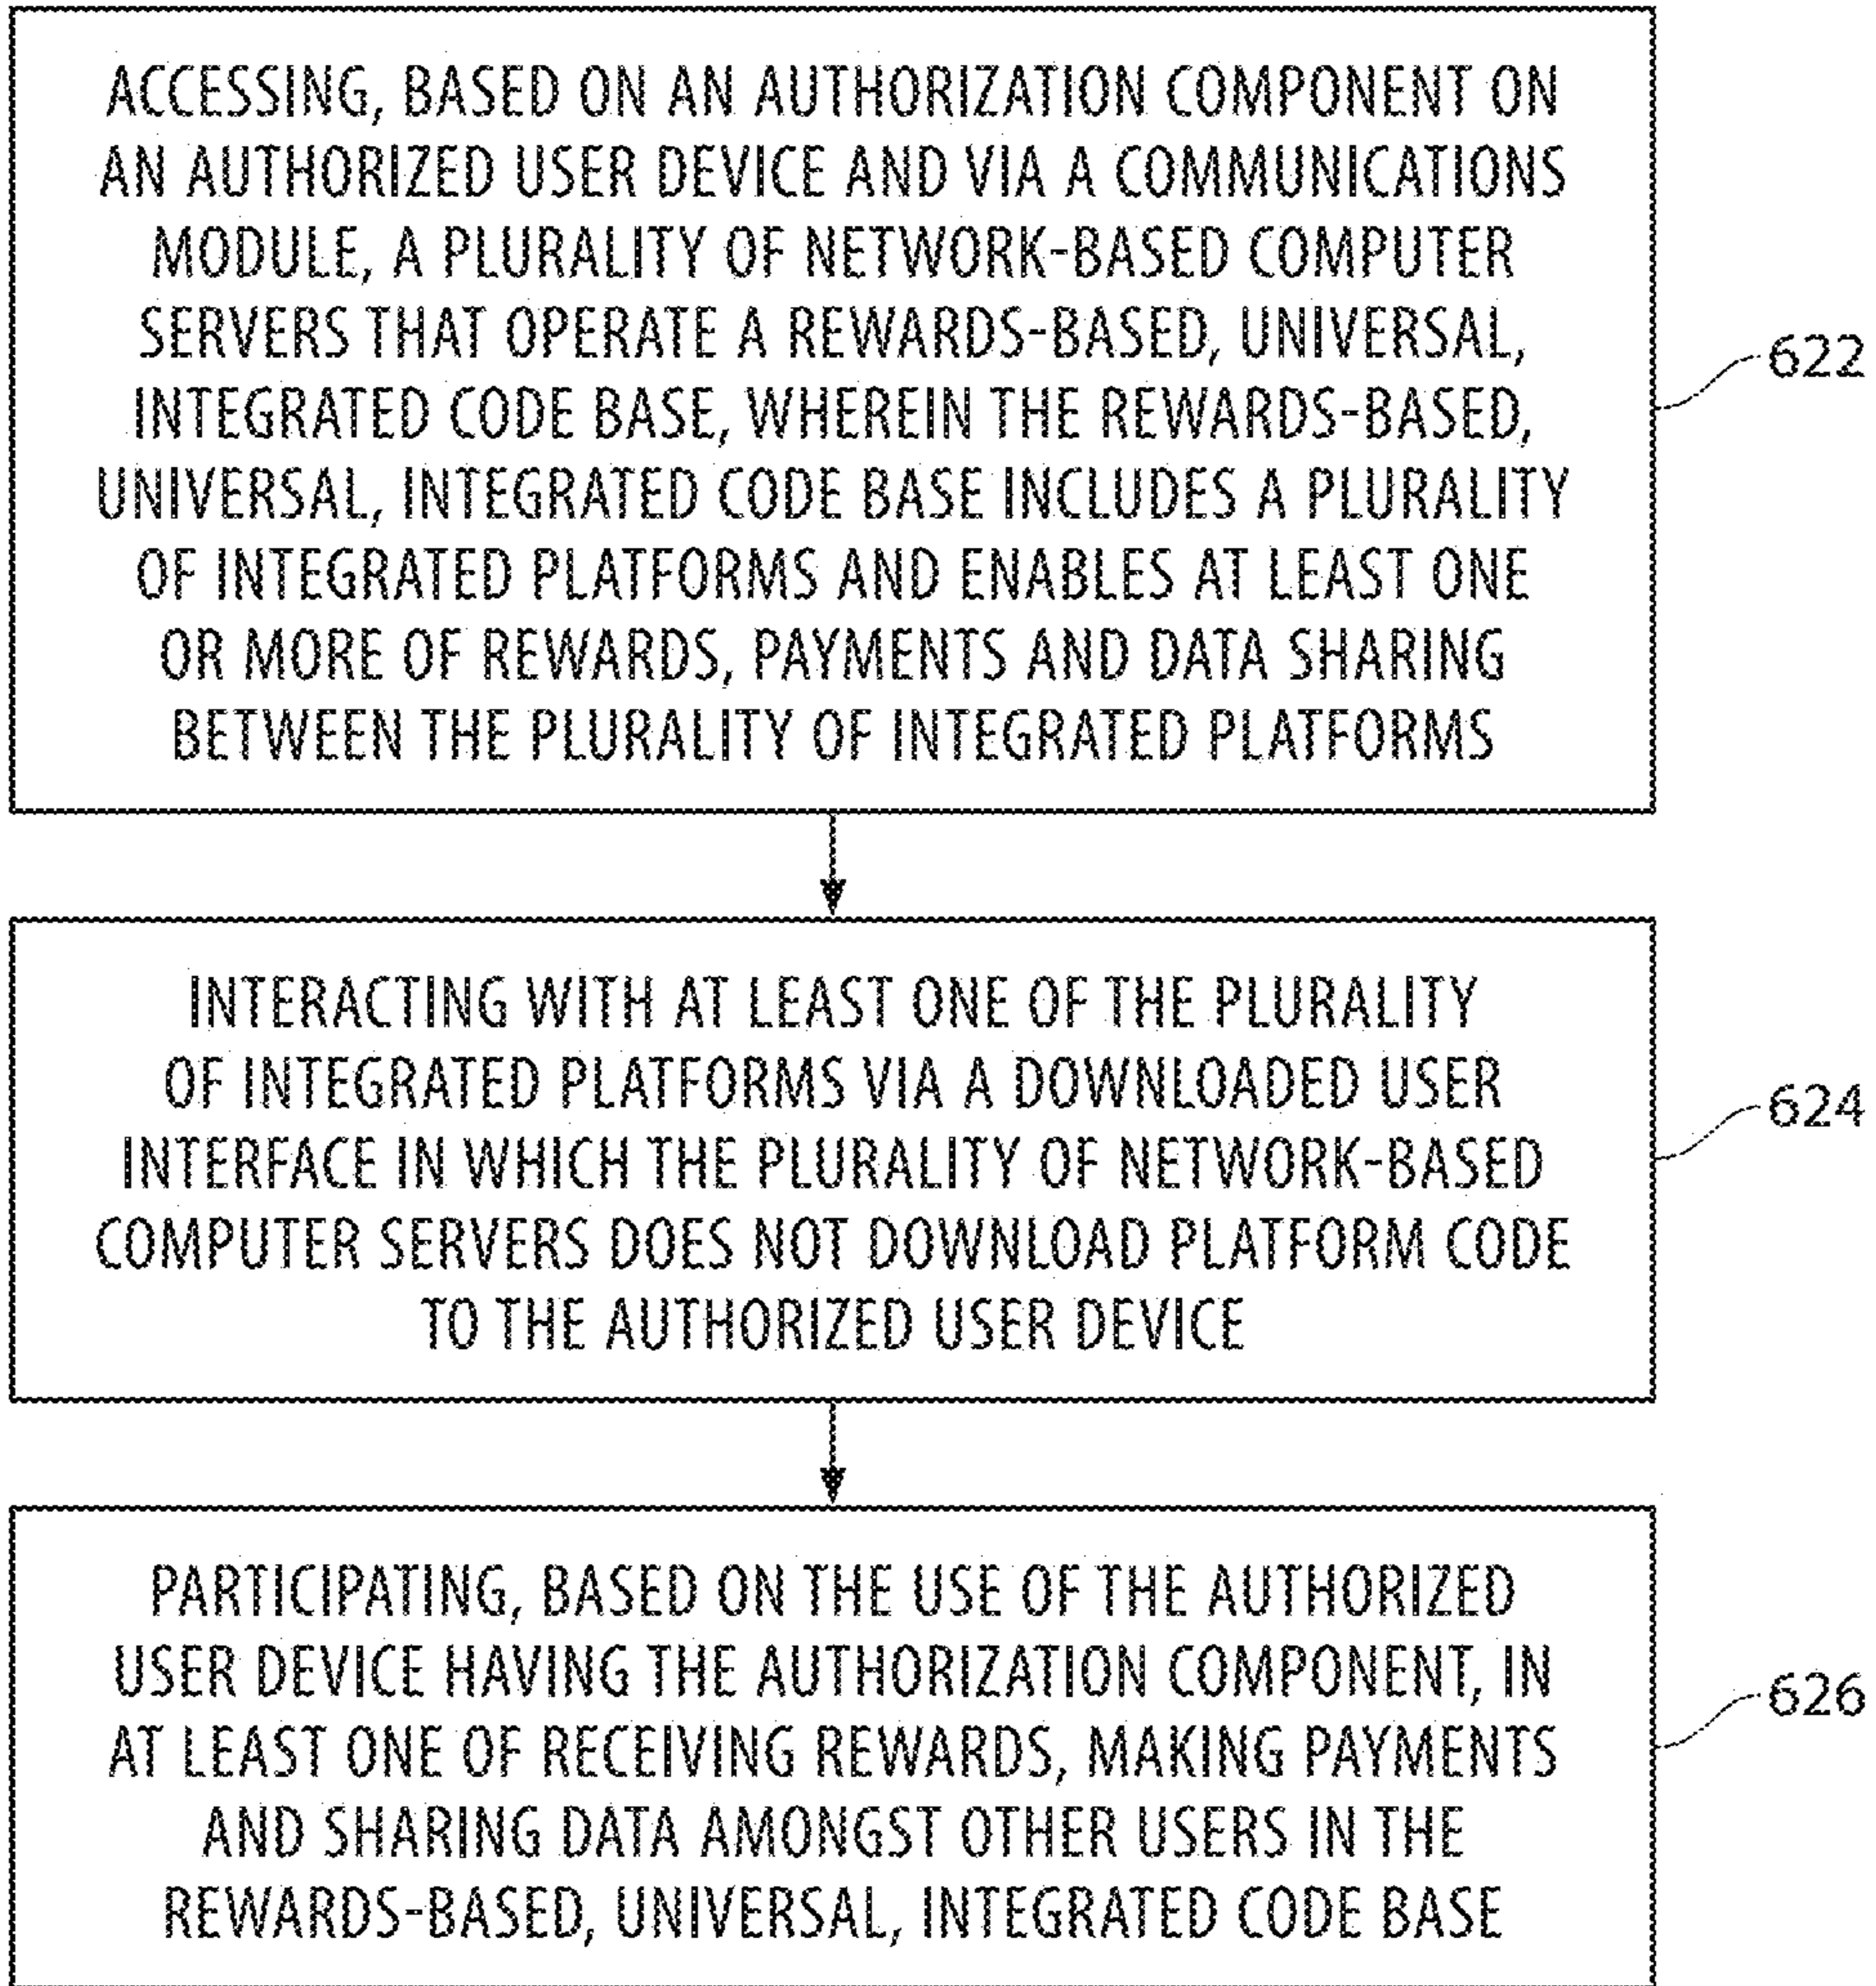 ACCESSING, BASED ON AN AUTHORIZATION COMPONENT ON
AN AUTHORIZED USER DEVICE AND VIA A COMMUNICATIONS
MODULE, A PLURALITY OF NETWORK-BASED COMPUTER
SERVERS THAT OPERATE A REWARDS-BASED, UNIVERSAL,
INTEGRATED CODE BASE, WHEREIN THE REWARDS-BASED,
UNIVERSAL, INTEGRATED CODE BASE INCLUDES A PLURALITY
OF INTEGRATED PLATFORMS AND ENABLES AT LEAST ONE
OR MORE OF REWARDS, PAYMENTS AND DATA SHARING
BETWEEN THE PLURALITY OF INTEGRATED PLATFORMS
622
INTERACTING WITH AT LEAST ONE OF THE PLURALITY
OF INTEGRATED PLATFORMS VIA A DOWNLOADED USER
INTERFACE IN WHICH THE PLURALITY OF NETWORK-BASED
COMPUTER SERVERS DOES NOT DOWNLOAD PLATFORM CODE
TO THE AUTHORIZED USER DEVICE
624
PARTICIPATING, BASED ON THE USE OF THE AUTHORIZED
USER DEVICE HAVING THE AUTHORIZATION COMPONENT, IN
AT LEAST ONE OF RECEIVING REWARDS, MAKING PAYMENTS
AND SHARING DATA AMONGST OTHER USERS IN THE
REWARDS-BASED, UNIVERSAL, INTEGRATED CODE BASE
626